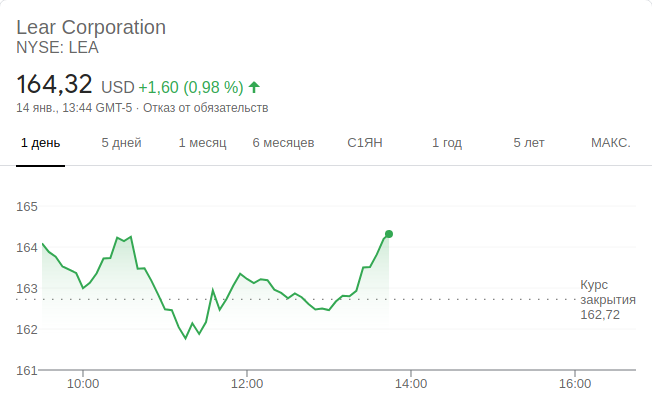 Lear Corporation
NYSE: LEA
164,32 USD +1,60 (0,98 %)
14 янв., 13:44 GMT-5 · Отказ от обязательств
1 день 5 дней 1 месяц 6 месяцев С1ЯН 1 год 5 лет МАКС.
165
164
163
Курс
закрытия
162,72
162
161
10:00 12:00 14:00 16:00